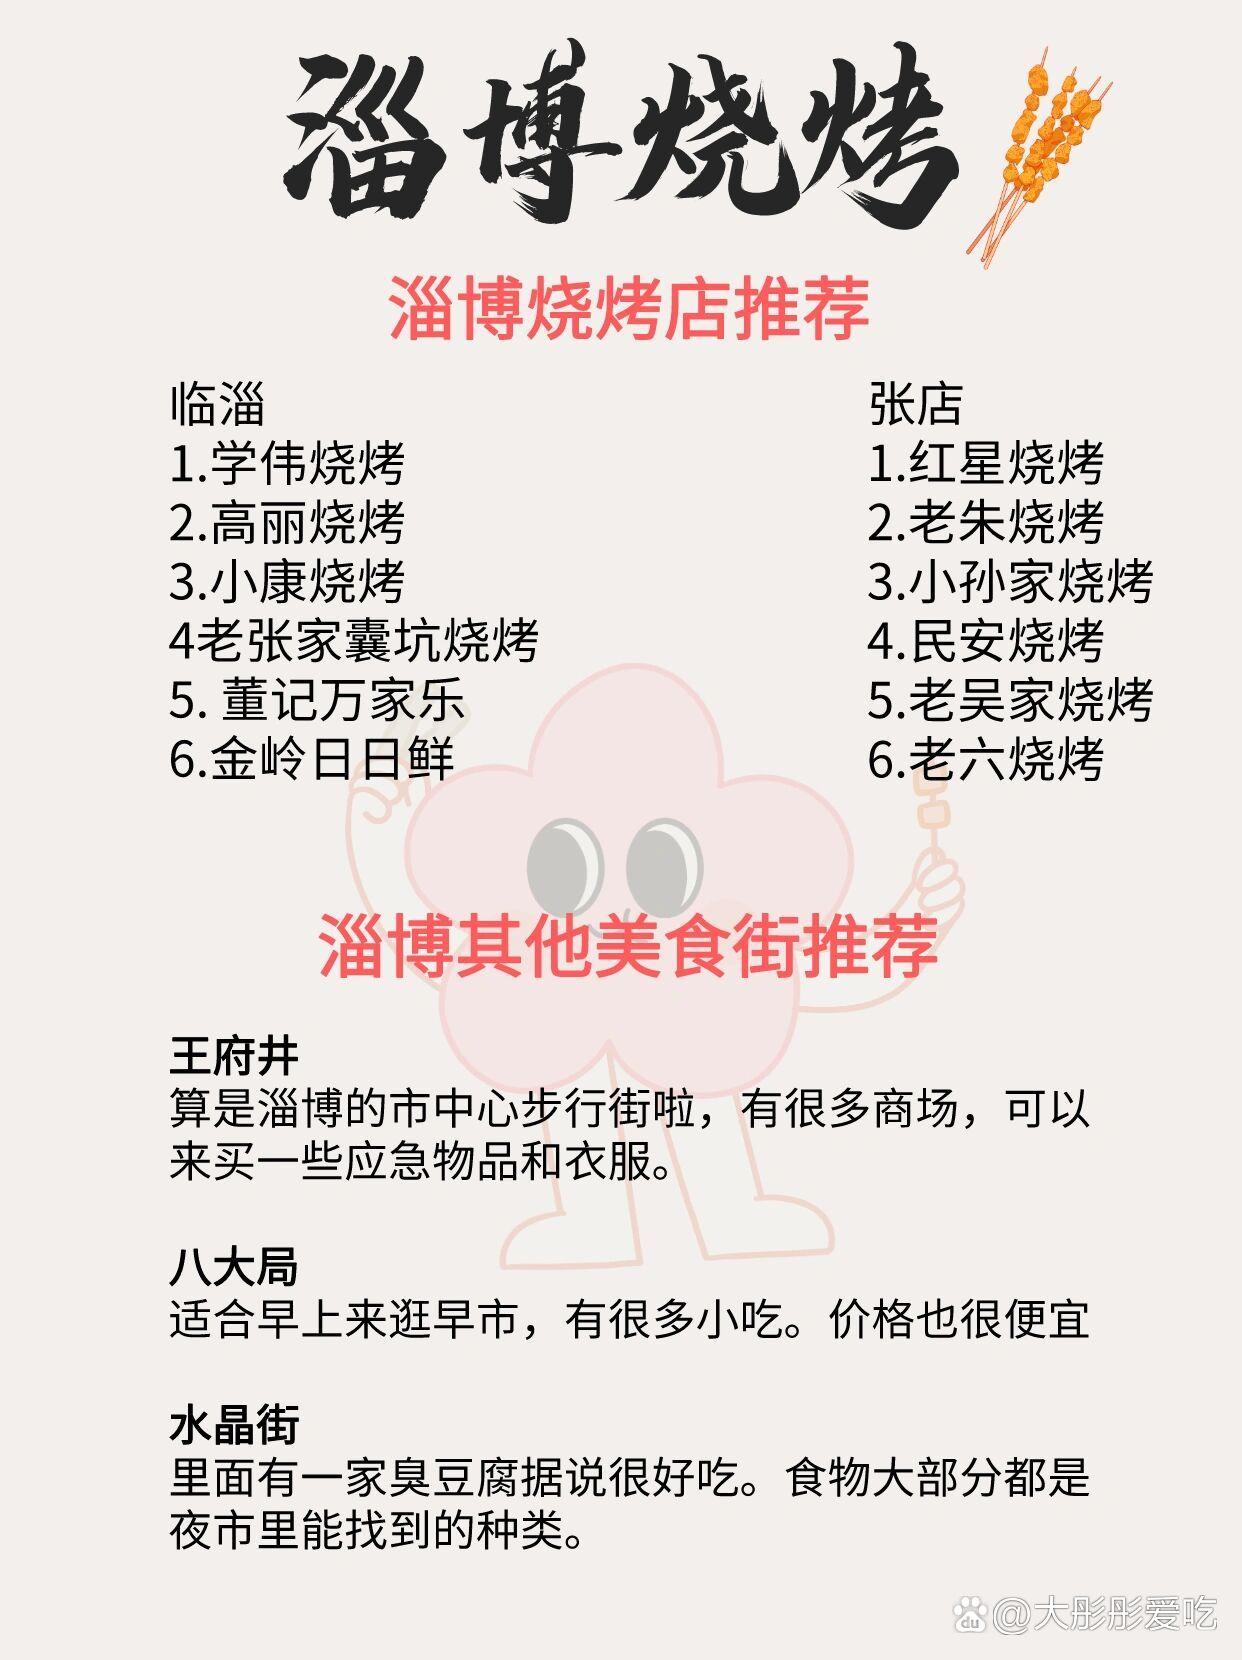 淄博烧烤
淄博烧烤店推荐
临淄
1.学伟烧烤
2.高丽烧烤
3.小康烧烤
4老张家囊坑烧烤
5. 董记万家乐
6.金岭日日鲜
张店
1.红星烧烤
2.老朱烧烤
3.小孙家烧烤
4.民安烧烤
5.老吴家烧烤
6.老六烧烤
淄博其他美食街推荐
王府井
算是淄博的市中心步行街啦，有很多商场，可以
来买一些应急物品和衣服。
八大局
适合早上来逛早市，有很多小吃。价格也很便宜
水晶街
里面有一家臭豆腐据说很好吃。食物大部分都是
夜市里能找到的种类。
du @大彤彤爱吃